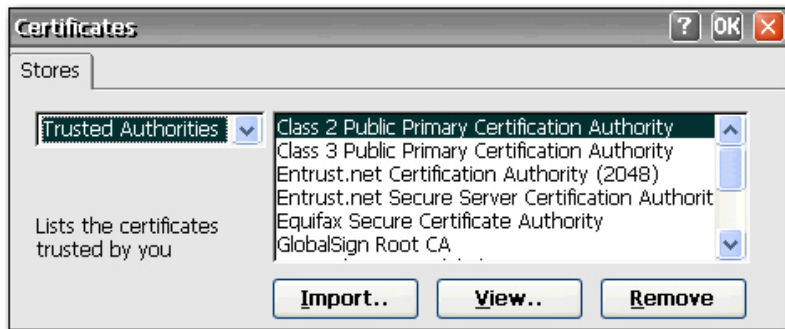 Certificates
? OK
Stores
Trusted Authorities
Class 2 Public Primary Certification Authority
Class 3 Public Primary Certification Authority
Entrust.net Certification Authority (2048)
Entrust.net Secure Server Certification Authorit
Equifax Secure Certificate Authority
GlobalSign Root CA
Lists the certificates
trusted by you
Import..
View..
Remove